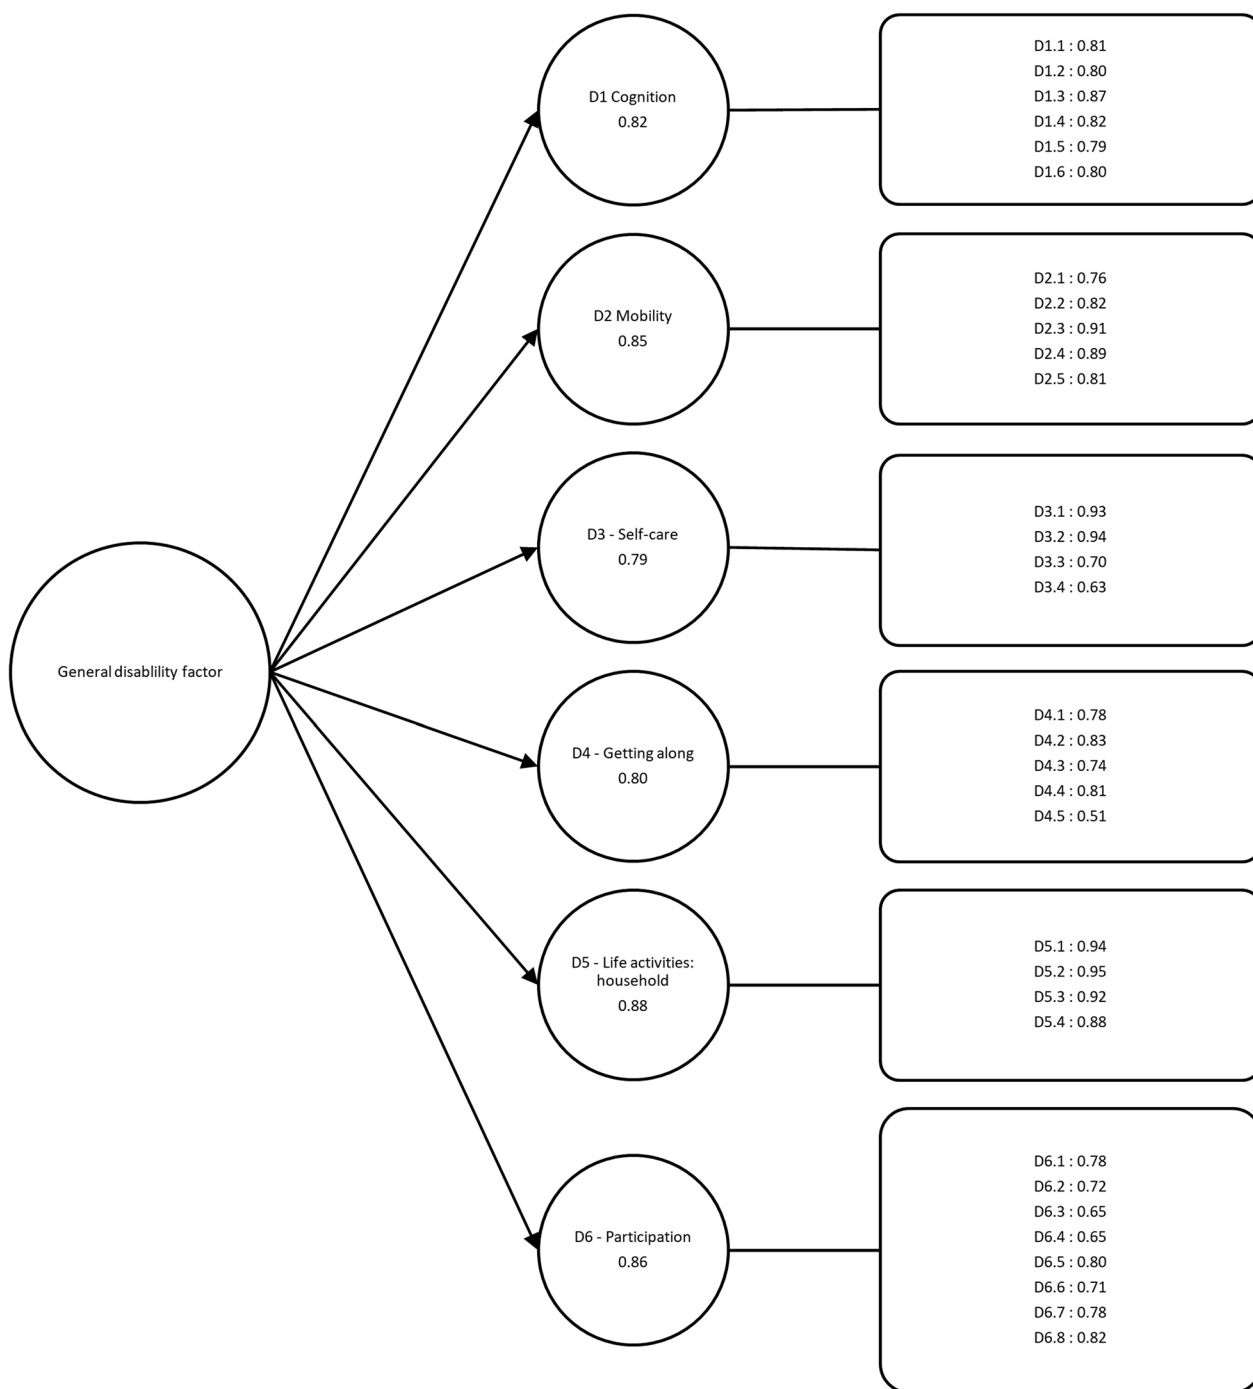 General disablility factor
D1 Cognition
0.82
D1.1 : 0.81
D1.2 : 0.80
D1.3 : 0.87
D1.4 : 0.82
D1.5 : 0.79
D1.6 : 0.80
D2 Mobility
0.85
D2.1 : 0.76
D2.2 : 0.82
D2.3 : 0.91
D2.4 : 0.89
D2.5 : 0.81
D3 - Self-care
0.79
D3.1 : 0.93
D3.2 : 0.94
D3.3 : 0.70
D3.4 : 0.63
D4 - Getting along
0.80
D4.1 : 0.78
D4.2 : 0.83
D4.3 : 0.74
D4.4 : 0.81
D4.5 : 0.51
D5 - Life activities:
household
0.88
D5.1 : 0.94
D5.2 : 0.95
D5.3 : 0.92
D5.4 : 0.88
D6 - Participation
0.86
D6.1 : 0.78
D6.2 : 0.72
D6.3 : 0.65
D6.4 : 0.65
D6.5 : 0.80
D6.6 : 0.71
D6.7 : 0.78
D6.8 : 0.82